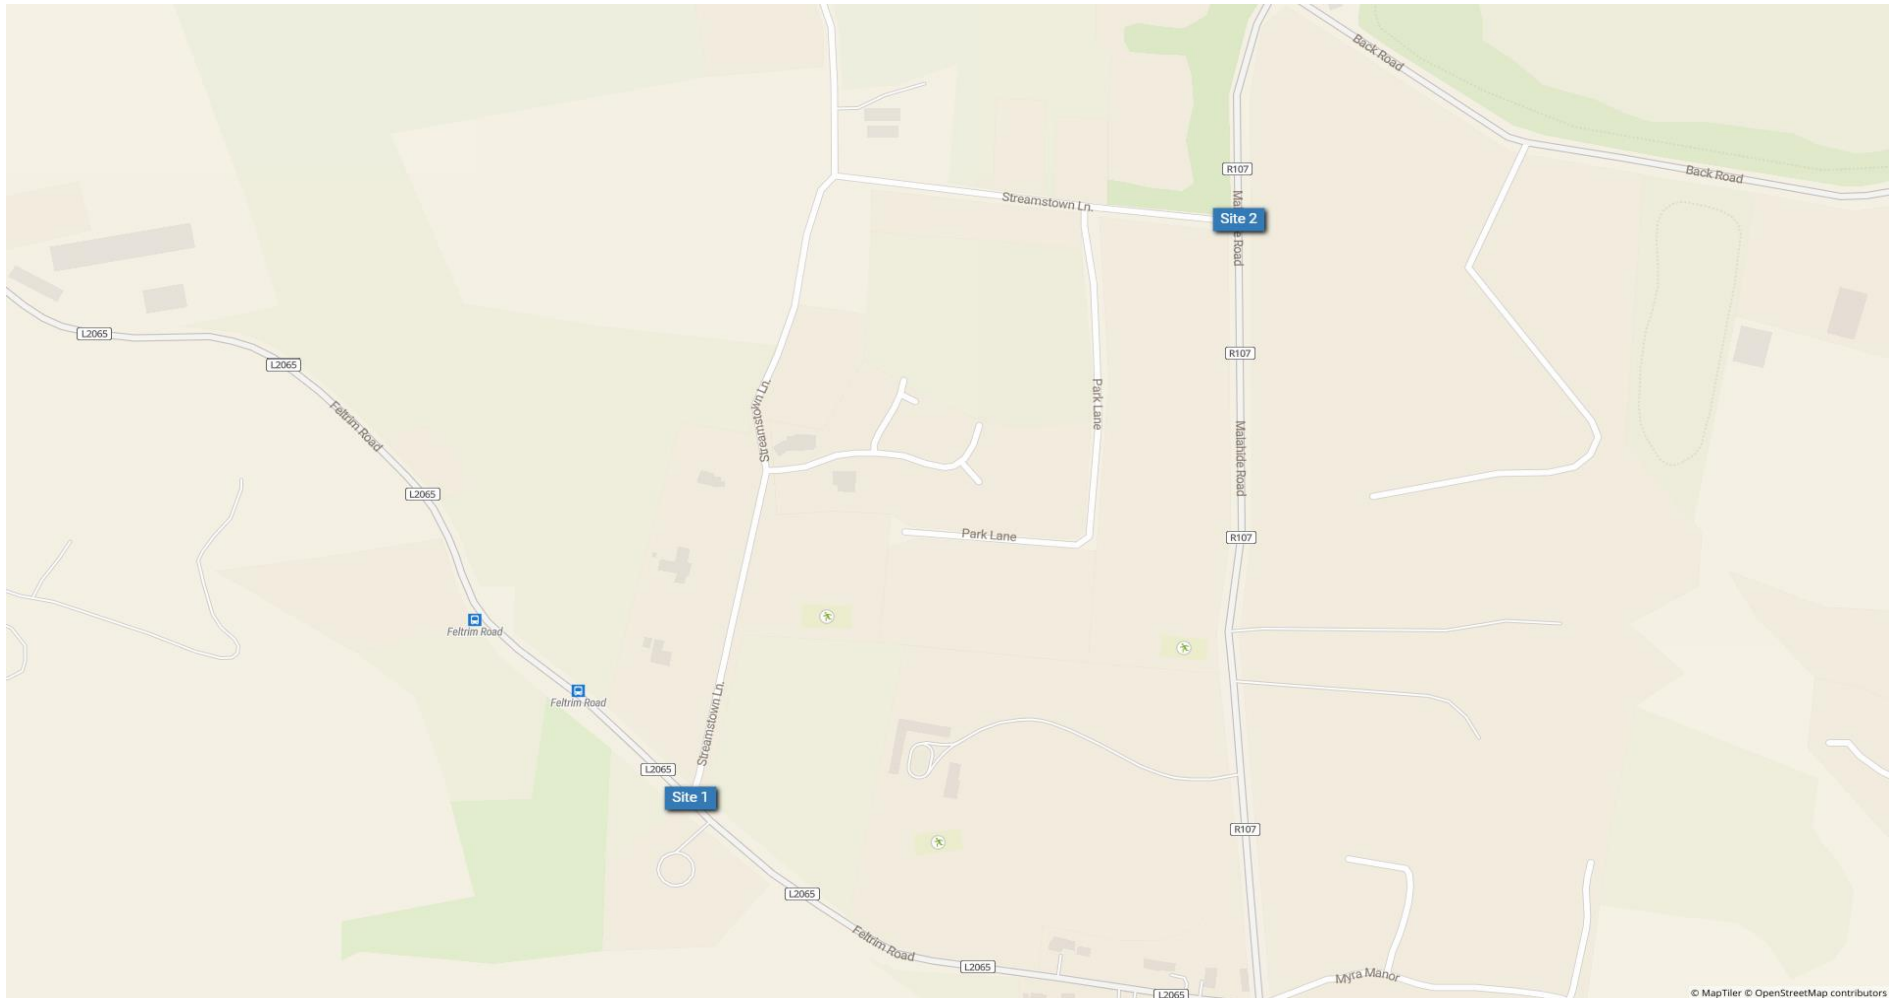 Back Road
R107
Back Road
Streamstown Ln.
Site 2
Malahide Road
L2065
R107
L2065
Streamstown Ln.
Park Lane
Feltrim Road
Malahide Road
L2065
Park Lane
R107
Feltrim Road
Feltrim Road
Streamstown Ln.
L2065
Site 1
R107
L2065
Feltrim Road
L2065
Myra Manor
L2065
© MapTiler © OpenStreetMap contributors